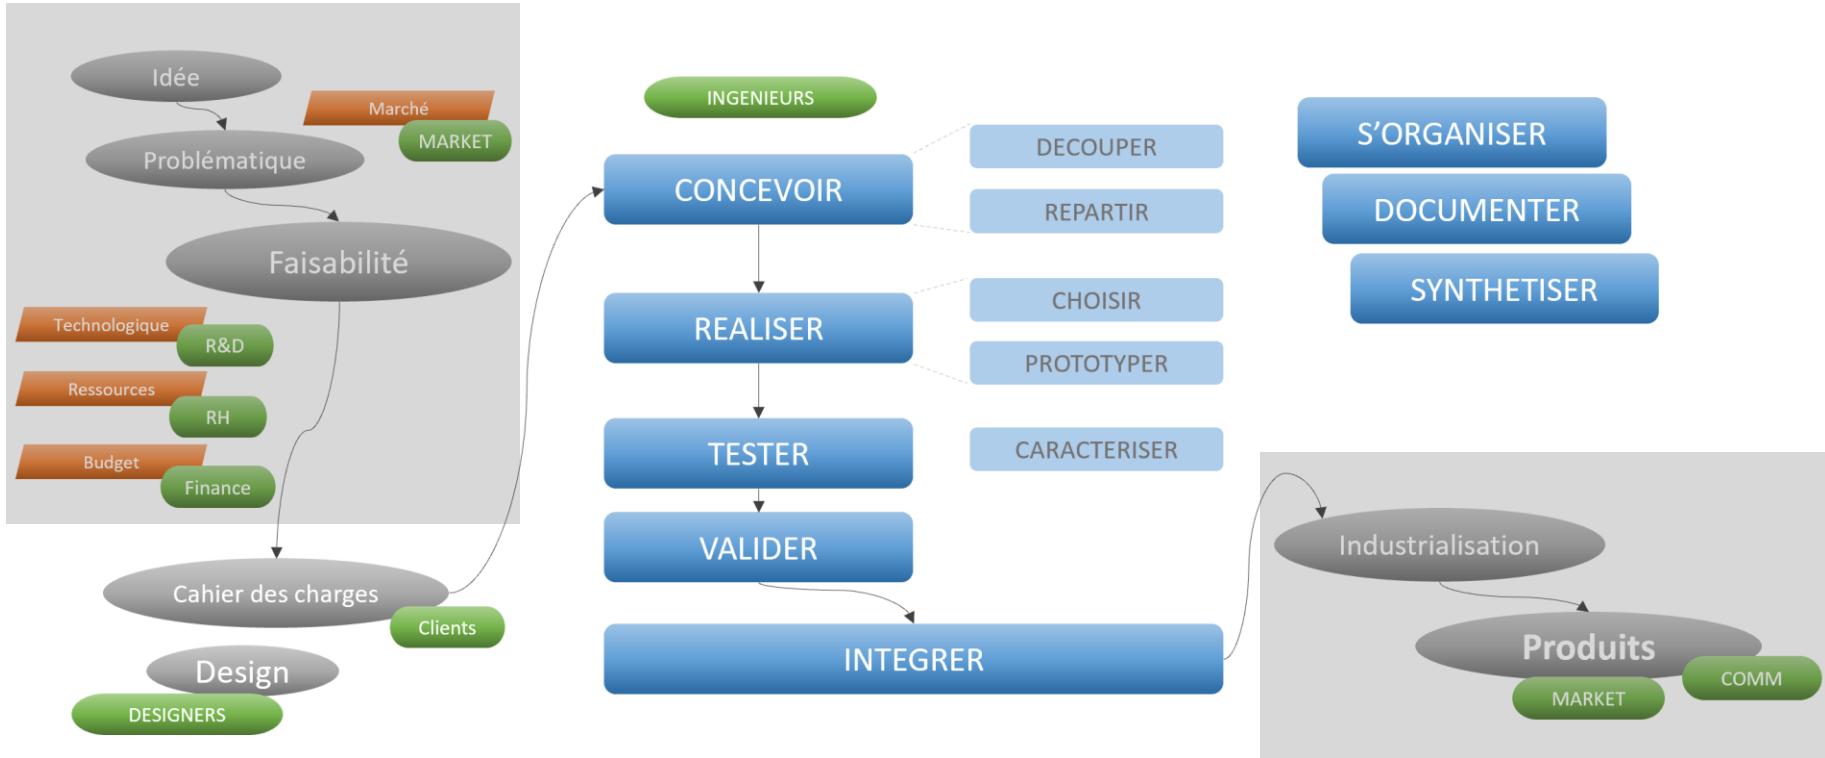 Idée
Marché
MARKET
Problématique
Faisabilité
Technologique
R&D
Ressources
RH
Budget
Finance
Cahier des charges
Clients
Design
DESIGNERS
INGENIEURS
CONCEVOIR
DECOUPER
REPARTIR
REALISER
CHOISIR
PROTOTYPER
TESTER
CARACTERISER
VALIDER
INTEGRER
S’ORGANISER
DOCUMENTER
SYNTHETISER
Industrialisation
Produits
COMM
MARKET